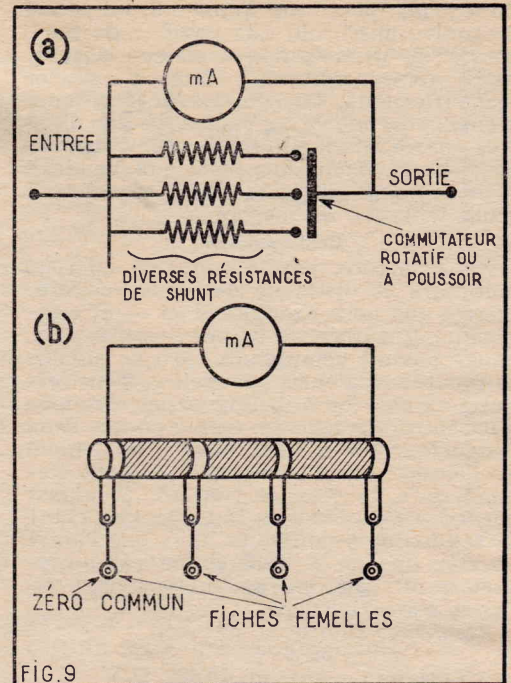 (a)
mA
ENTRÉE
SORTIE
COMMUTATEUR
ROTATIF OU
À POUSSOIR
DIVERSES RÉSISTANCES
DE SHUNT
(b)
mA
ZÉRO COMMUN
FICHES FEMELLES
FIG.9